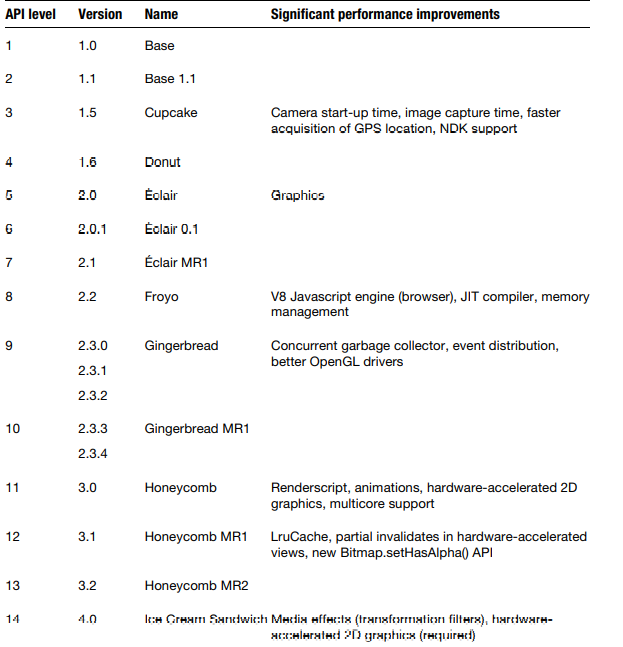 API level Version Name Significant performance improvements
1 1.0 Base
2 1.1 Base 1.1
3 1.5 Cupcake Camera start-up time, image capture time, faster
acquisition of GPS location, NDK support
4 1.6 Donut
5 2.0 Éclair Graphics
6 2.0.1 Éclair 0.1
7 2.1 Éclair MR1
8 2.2 Froyo V8 Javascript engine (browser), JIT compiler, memory
management
9 2.3.0 Gingerbread Concurrent garbage collector, event distribution,
better OpenGL drivers
2.3.1
2.3.2
10 2.3.3 Gingerbread MR1
2.3.4
11 3.0 Honeycomb Renderscript, animations, hardware-accelerated 2D
graphics, multicore support
12 3.1 Honeycomb MR1 LruCache, partial invalidates in hardware-accelerated
views, new Bitmap.setHasAlpha() API
13 3.2 Honeycomb MR2
14 4.0 Ice Cream Sandwich Media effects (transformation filters), hardware-
accelerated 2D graphics (required)